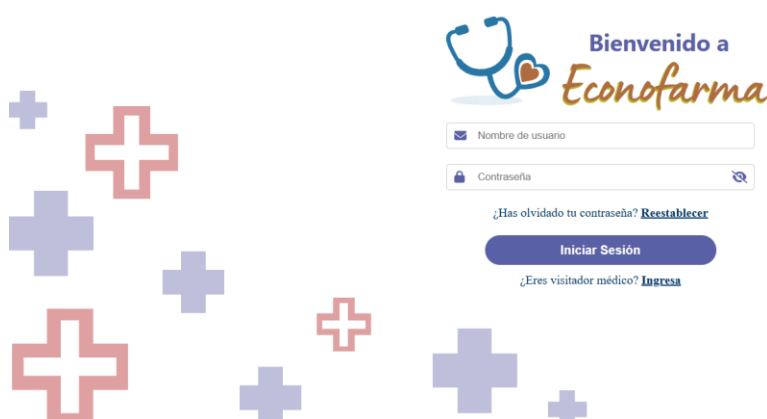 Bienvenido a
Econofarma
Nombre de usuario
Contraseña
¿Has olvidado tu contraseña? Reestablecer
Iniciar Sesión
¿Eres visitador médico? Ingresa